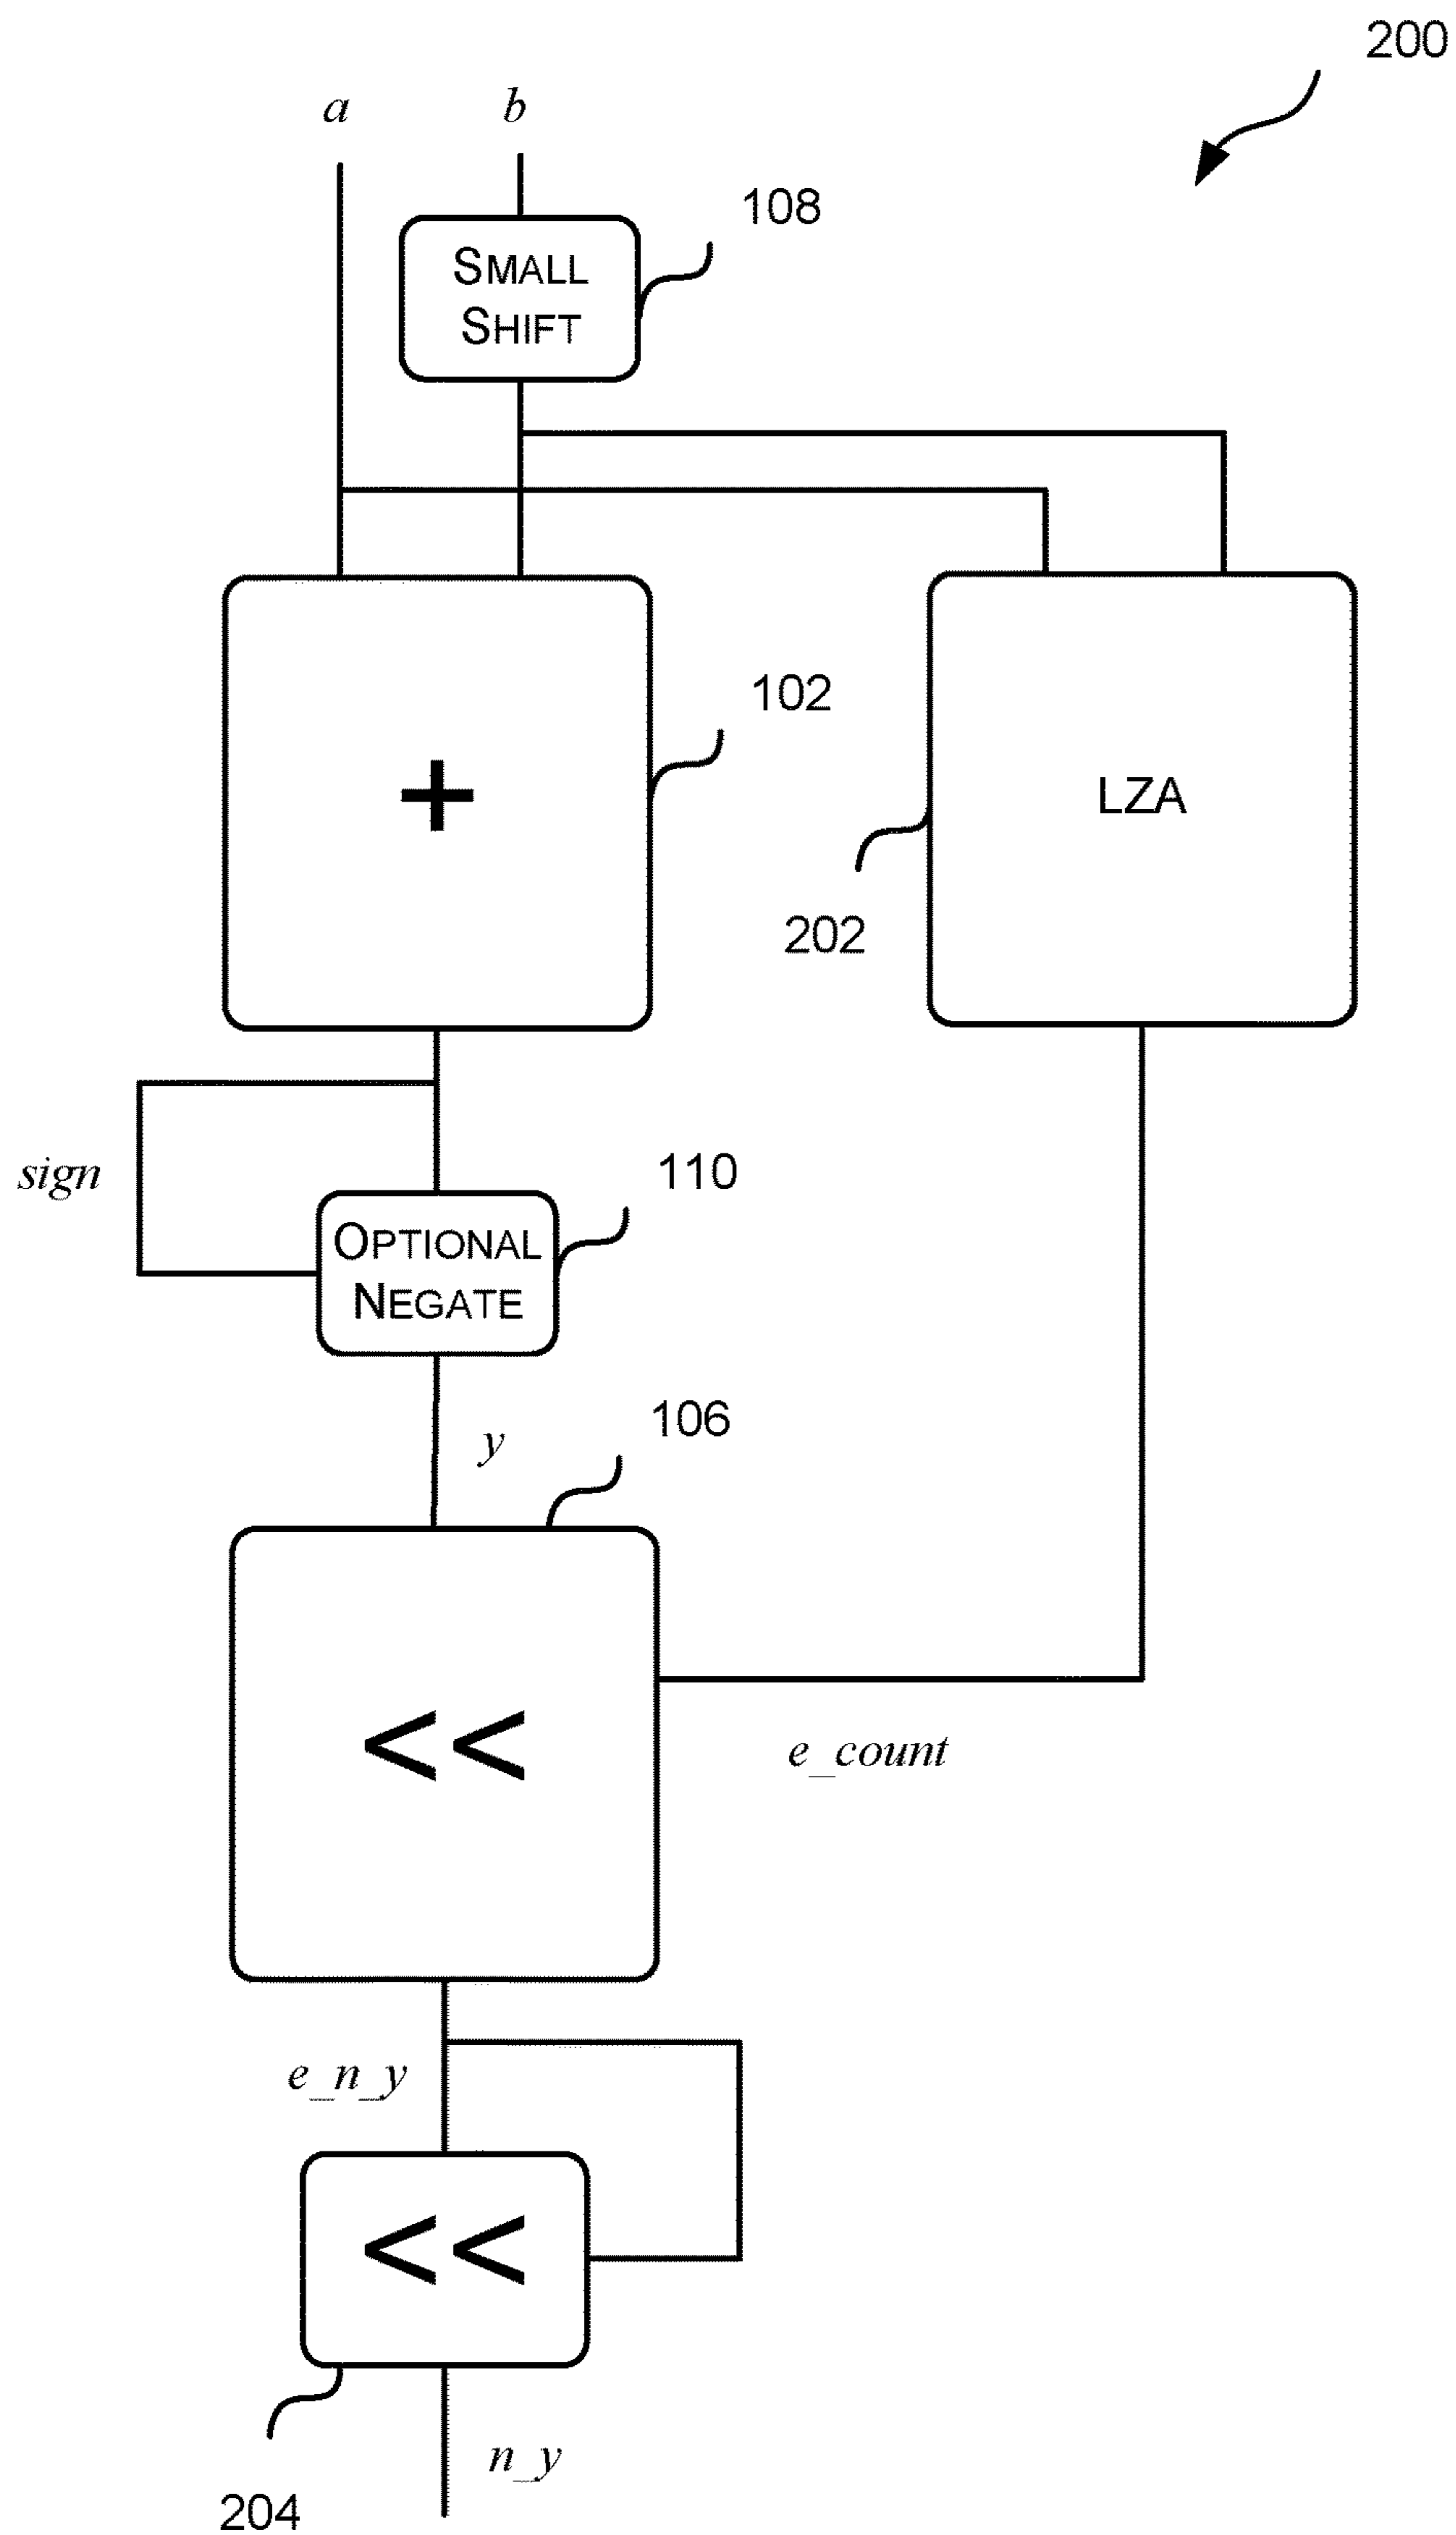 200
a
b
108
SMALL
SHIFT
102
+
LZA
202
sign
110
OPTIONAL
NEGATE
106
y
<<
e_count
e_n_y
<<
n_y
204